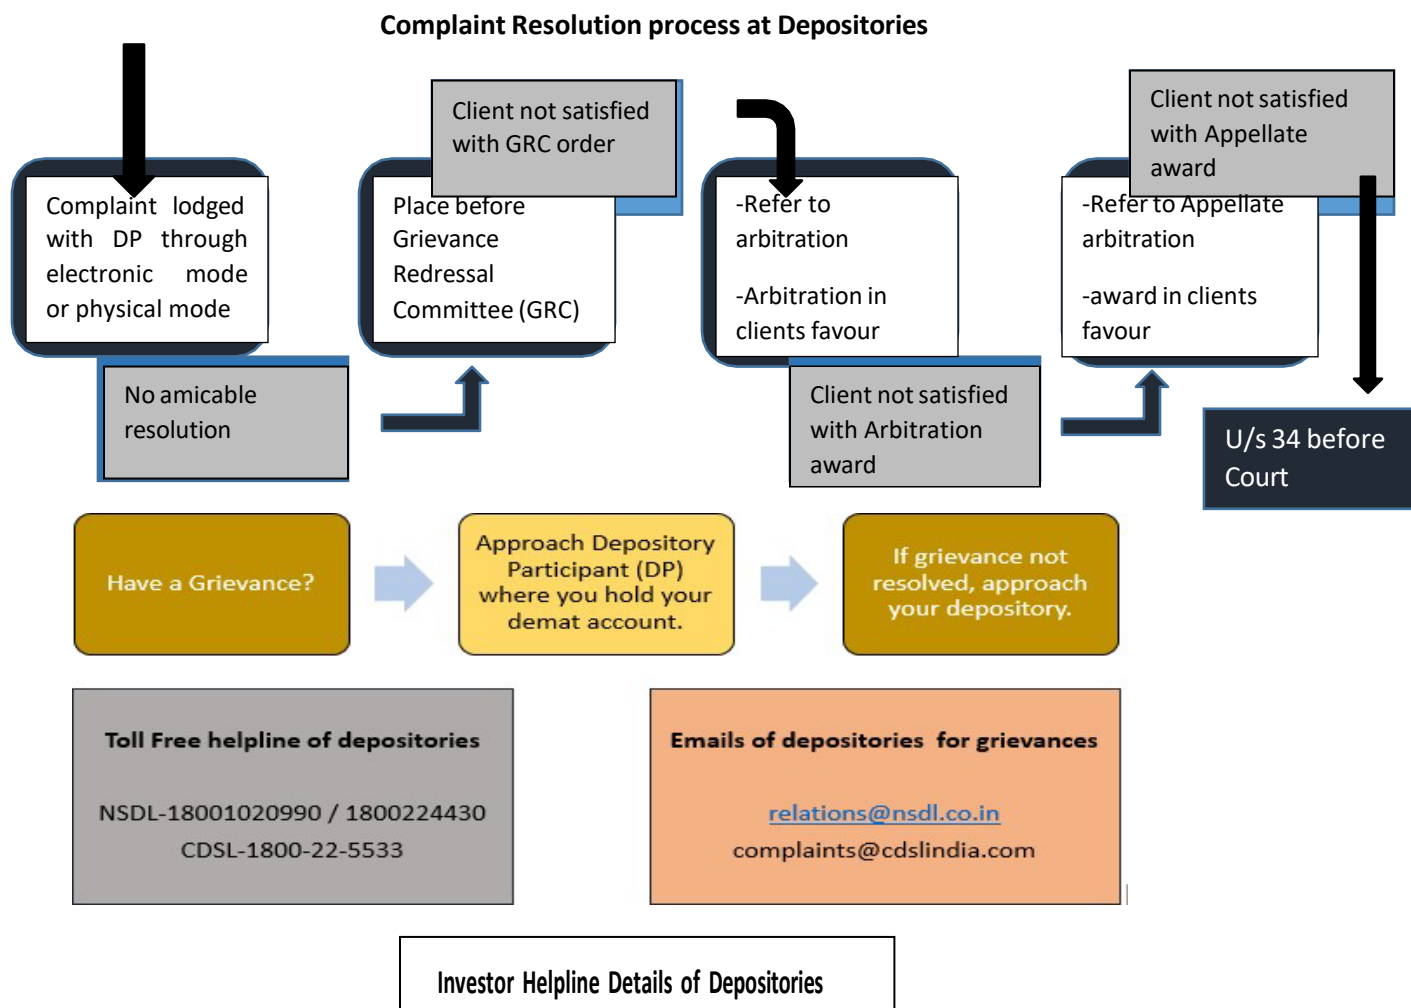 Complaint Resolution process at Depositories
Complaint lodged
with DP through
electronic mode
or physical mode
No amicable
resolution
Place before
Grievance
Redressal
Committee (GRC)
Client not satisfied
with GRC order
-Refer to
arbitration
-Arbitration in
clients favour
Client not satisfied
with Arbitration
award
-Refer to Appellate
arbitration
-award in clients
favour
Client not satisfied
with Appellate
award
U/s 34 before
Court
Have a Grievance?
Approach Depository
Participant (DP)
where you hold your
demat account.
If grievance not
resolved, approach
your depository.
Toll Free helpline of depositories
NSDL-18001020990 / 1800224430
CDSL-1800-22-5533
Emails of depositories for grievances
relations@nsdl.co.in
complaints@cdslindia.com
Investor Helpline Details of Depositories